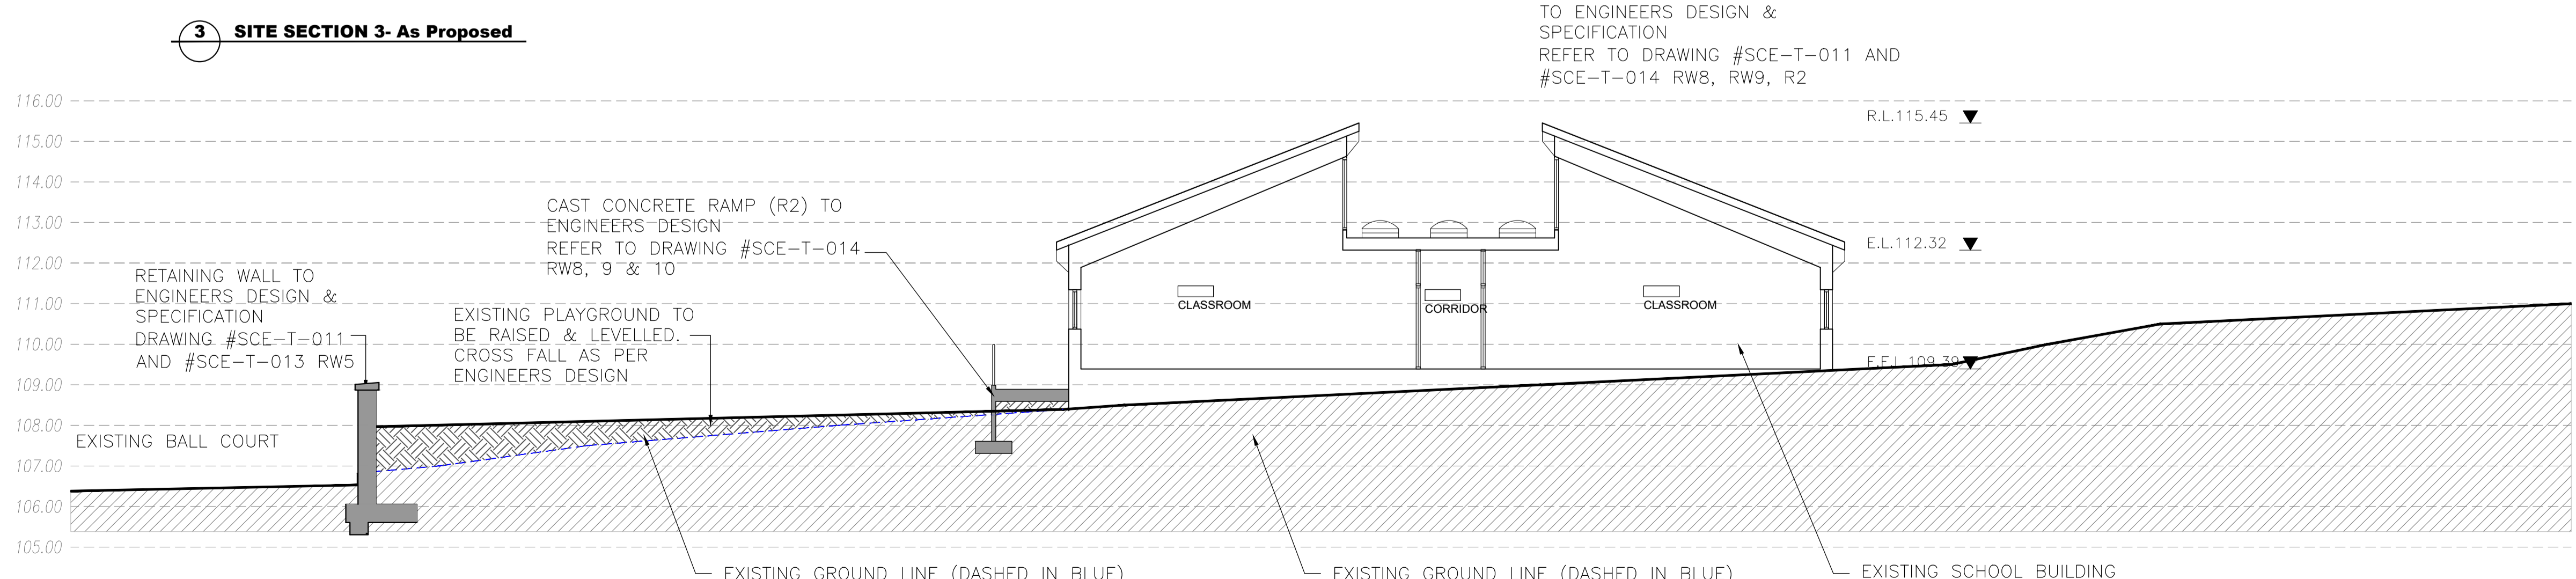 3 SITE SECTION 3- As Proposed
TO ENGINEERS DESIGN &
SPECIFICATION
REFER TO DRAWING #SCE-T-011 AND
#SCE-T-014 RW8, RW9, R2
116.00
115.00
114.00
113.00
112.00
111.00
110.00
109.00
108.00
107.00
106.00
105.00
R.L.115.45
E.L.112.32
F.F.L.109.39
CAST CONCRETE RAMP (R2) TO
ENGINEERS DESIGN
REFER TO DRAWING #SCE-T-014
RW8, 9 & 10
RETAINING WALL TO
ENGINEERS DESIGN &
SPECIFICATION
DRAWING #SCE-T-011
AND #SCE-T-013 RW5
EXISTING PLAYGROUND TO
BE RAISED & LEVELLED.
CROSS FALL AS PER
ENGINEERS DESIGN
CLASSROOM
CORRIDOR
CLASSROOM
EXISTING BALL COURT
EXISTING GROUND LINE (DASHED IN BLUE)
EXISTING GROUND LINE (DASHED IN BLUE)
EXISTING SCHOOL BUILDING